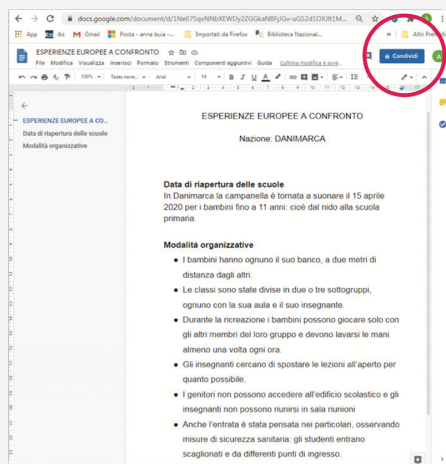 docs.google.com/document/d/1Ne07SqvNNbXEWDy2ZGGkaNBFjJGv-uGS2d1OXJft1M...
App
ibs
Gmail
Posta - anna buia -...
Importati da Firefox
Biblioteca Nazional...
»
Altri Pref
ESPERIENZE EUROPEE A CONFRONTO
File Modifica Visualizza Inserisci Formato Strumenti Componenti aggiuntivi Guida
Condividi
100%
Testo norm...
Arial
16
B I U A
ESPERIENZE EUROPEE A CO...
Data di riapertura delle scuole
Modalità organizzative
ESPERIENZE EUROPEE A CONFRONTO
Nazione: DANIMARCA
Data di riapertura delle scuole
In Danimarca la campanella è tornata a suonare il 15 aprile
2020 per i bambini fino a 11 anni: cioè dal nido alla scuola
primaria.
Modalità organizzative
● I bambini hanno ognuno il suo banco, a due metri di
distanza dagli altri.
● Le classi sono state divise in due o tre sottogruppi,
ognuno con la sua aula e il suo insegnante.
● Durante la ricreazione i bambini possono giocare solo con
gli altri membri del loro gruppo e devono lavarsi le mani
almeno una volta ogni ora.
● Gli insegnanti cercano di spostare le lezioni all'aperto per
quanto possibile.
● I genitori non possono accedere all'edificio scolastico e gli
insegnanti non possono riunirsi in sala riunioni
● Anche l'entrata è stata pensata nei particolari, osservando
misure di sicurezza sanitaria: gli studenti entrano
scaglionati e da differenti punti di ingresso.